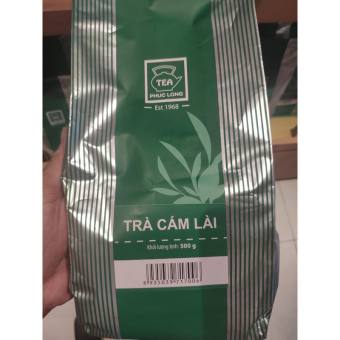 TEA
PHUC LONG
Est 1968
TRÀ CÁM LÀI
Khối lượng tịnh: 500 g